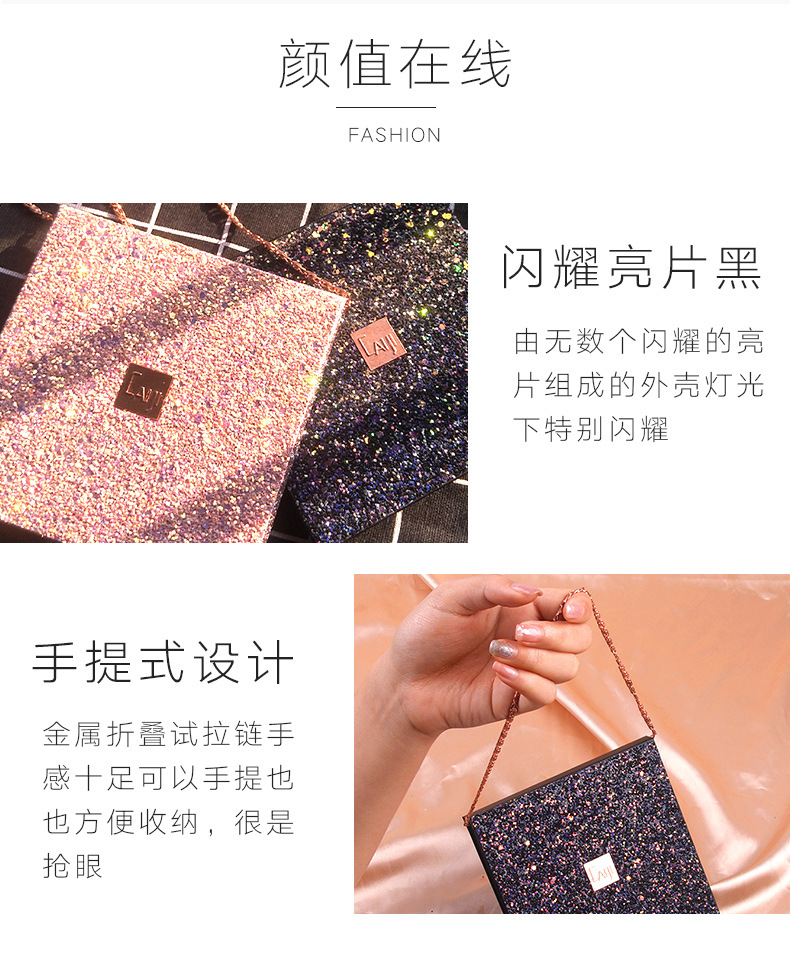 颜值在线
FASHION
闪耀亮片黑
由无数个闪耀的亮
片组成的外壳灯光
下特别闪耀
手提式设计
金属折叠试拉链手
感十足可以手提也
也方便收纳，很是
抢眼